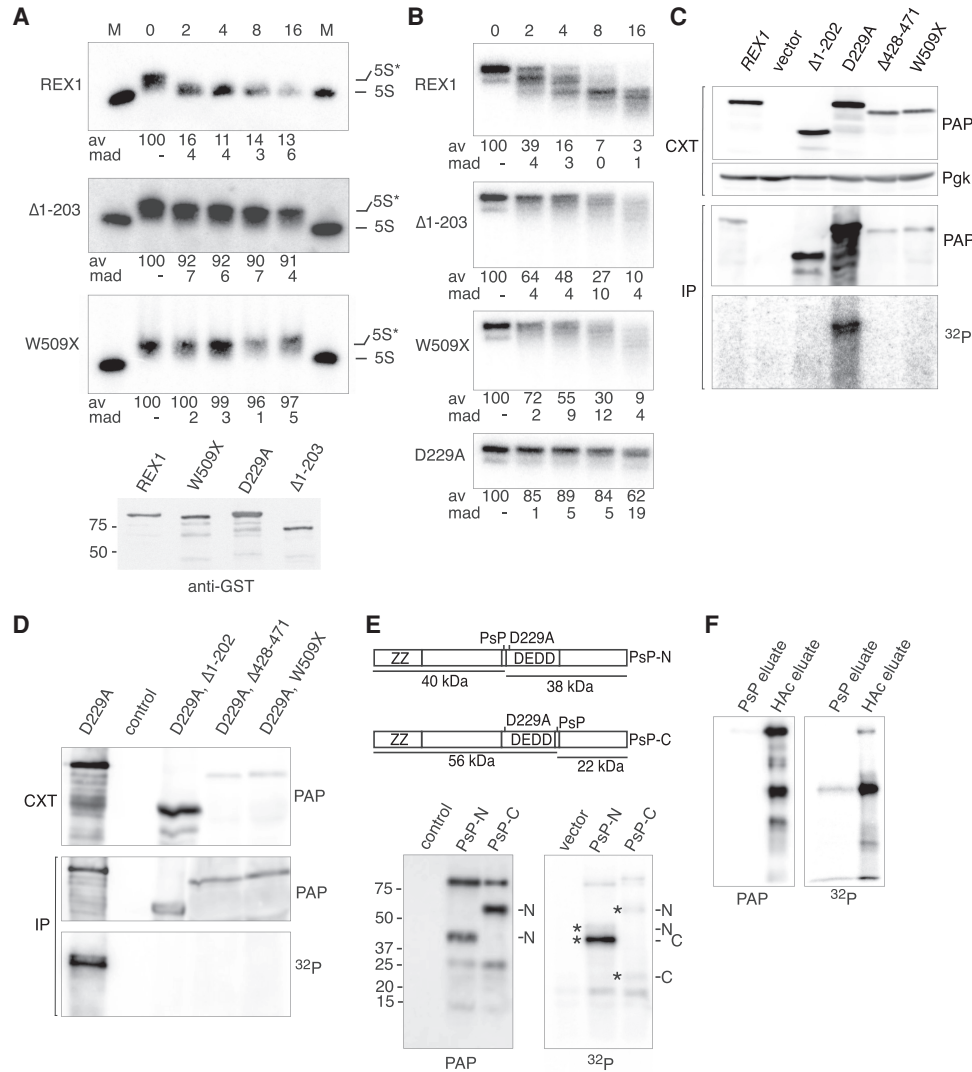 A
M 0 2 4 8 16 M
REX1
5S*
5S
av 100 16 11 14 13
mad - 4 4 3 6
Δ1-203
5S*
5S
av 100 92 92 90 91
mad - 7 6 7 4
W509X
5S*
5S
av 100 100 99 96 97
mad - 2 3 1 5
REX1 W509X D229A Δ1-203
75 -
50 -
anti-GST
B
0 2 4 8 16
REX1
av 100 39 16 7 3
mad - 4 3 0 1
Δ1-203
av 100 64 48 27 10
mad - 4 4 10 4
W509X
av 100 72 55 30 9
mad - 2 9 12 4
D229A
av 100 85 89 84 62
mad - 1 5 5 19
C
REX1 vector Δ1-202 D229A Δ428-471 W509X
CXT
PAP
Pgk
IP
PAP
32P
D
D229A control D229A, Δ1-202 D229A, Δ428-471 D229A, W509X
CXT
PAP
IP
PAP
32P
E
PsP D229A
ZZ DEDD PsP-N
40 kDa 38 kDa
D229A PsP
ZZ DEDD PsP-C
56 kDa 22 kDa
control PsP-N PsP-C
75 -
50 -
37 -
25 -
20 -
15 -
-N
-N
PAP
vector PsP-N PsP-C
* -N
* -N
* - C
* -C
32P
F
PsP eluate HAc eluate PsP eluate HAc eluate
PAP 32P